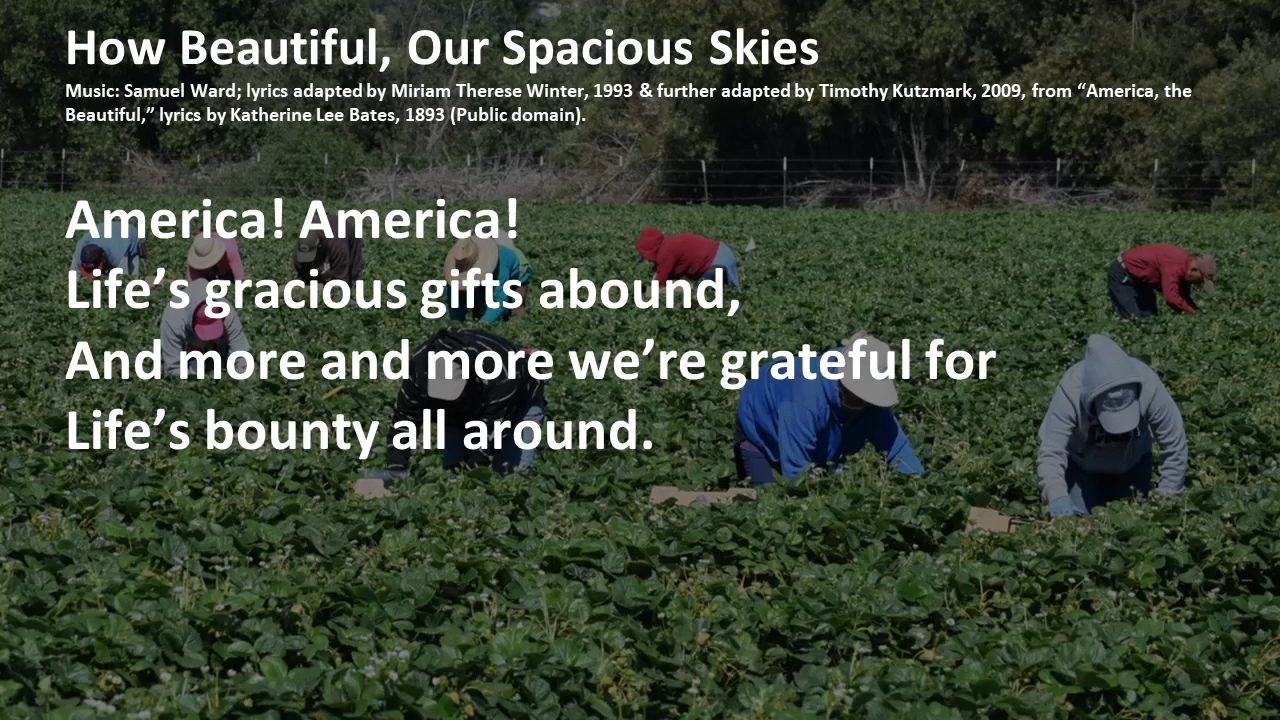 How Beautiful, Our Spacious Skies
Music: Samuel Ward; lyrics adapted by Miriam Therese Winter, 1993 & further adapted by Timothy Kutzmark, 2009, from “America, the
Beautiful,” lyrics by Katherine Lee Bates, 1893 (Public domain).
America! America!
Life’s gracious gifts abound,
And more and more we’re grateful for
Life’s bounty all around.